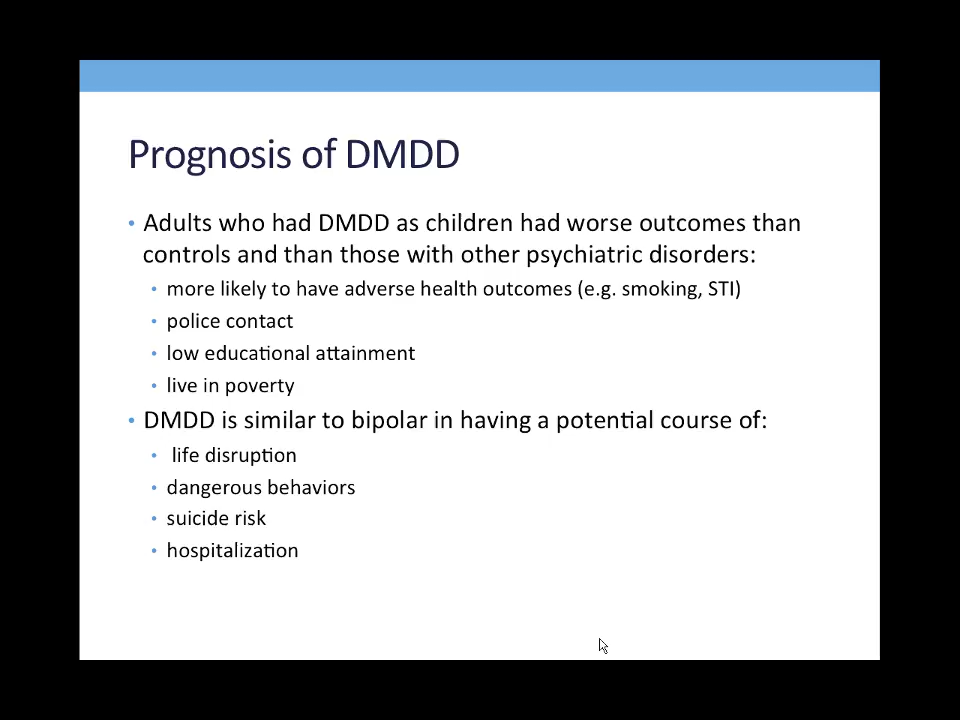 Prognosis of DMDD
• Adults who had DMDD as children had worse outcomes than
controls and than those with other psychiatric disorders:
• more likely to have adverse health outcomes (e.g. smoking, STI)
• police contact
• low educational attainment
• live in poverty
• DMDD is similar to bipolar in having a potential course of:
• life disruption
• dangerous behaviors
• suicide risk
• hospitalization